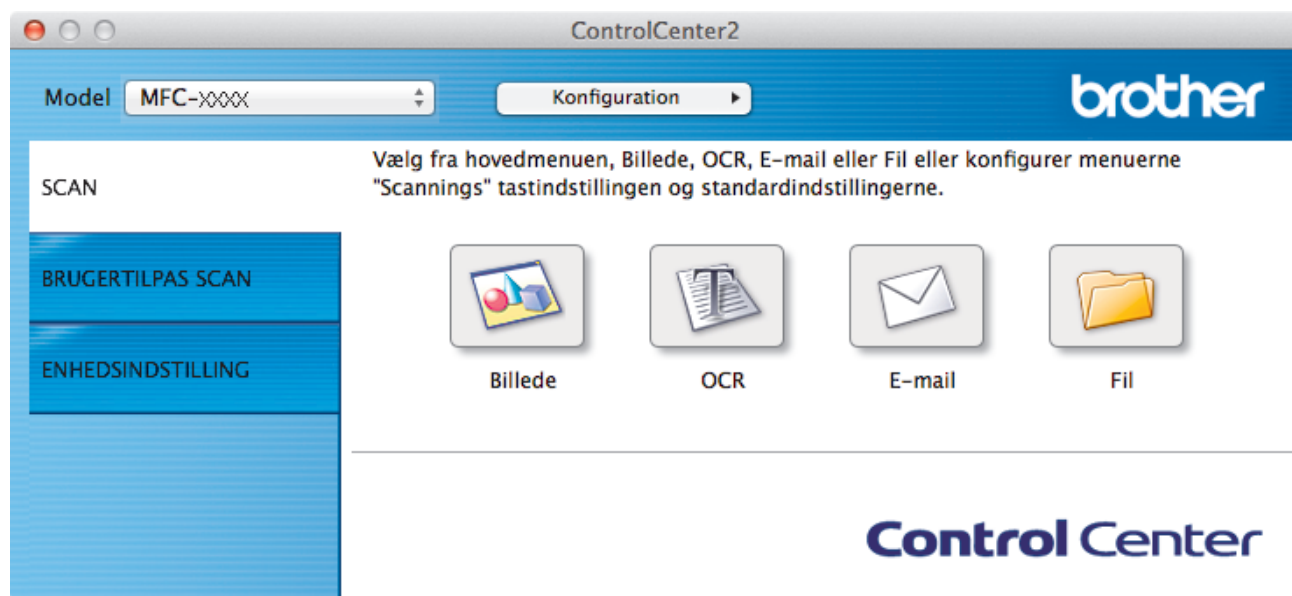 ControlCenter2
Model MFC-XXXX Konfiguration brother
SCAN
Vælg fra hovedmenuen, Billede, OCR, E-mail eller Fil eller konfigurer menuerne
"Scannings" tastindstillingen og standardindstillingerne.
BRUGERTILPAS SCAN
ENHEDSINDSTILLING
Billede OCR E-mail Fil
Control Center